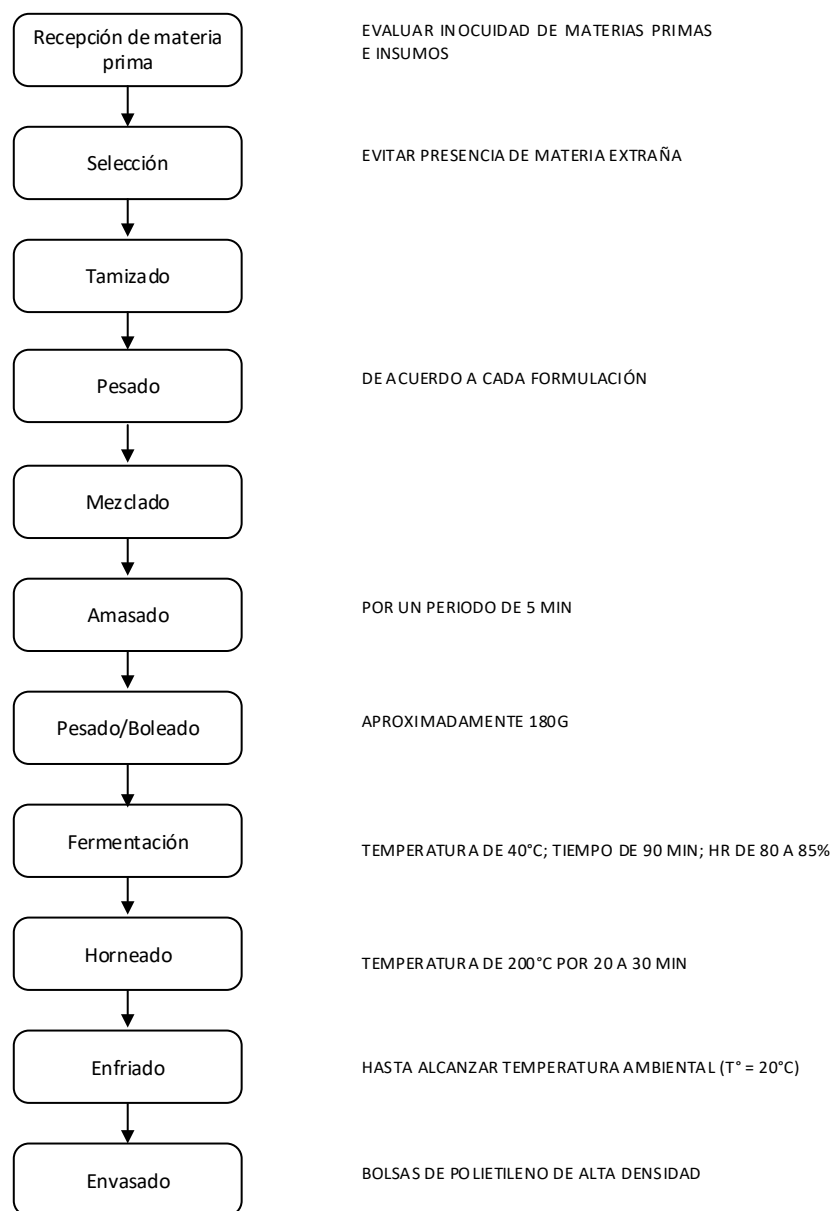 Recepción de materia
prima
EVALUAR INOCUIDAD DE MATERIAS PRIMAS
E INSUMOS
Selección
EVITAR PRESENCIA DE MATERIA EXTRAÑA
Tamizado
Pesado
DE ACUERDO A CADA FORMULACIÓN
Mezclado
Amasado
POR UN PERIODO DE 5 MIN
Pesado/Boleado
APROXIMADAMENTE 180G
Fermentación
TEMPERATURA DE 40°C; TIEMPO DE 90 MIN; HR DE 80 A 85%
Horneado
TEMPERATURA DE 200°C POR 20 A 30 MIN
Enfriado
HASTA ALCANZAR TEMPERATURA AMBIENTAL (T° = 20°C)
Envasado
BOLSAS DE POLIETILENO DE ALTA DENSIDAD